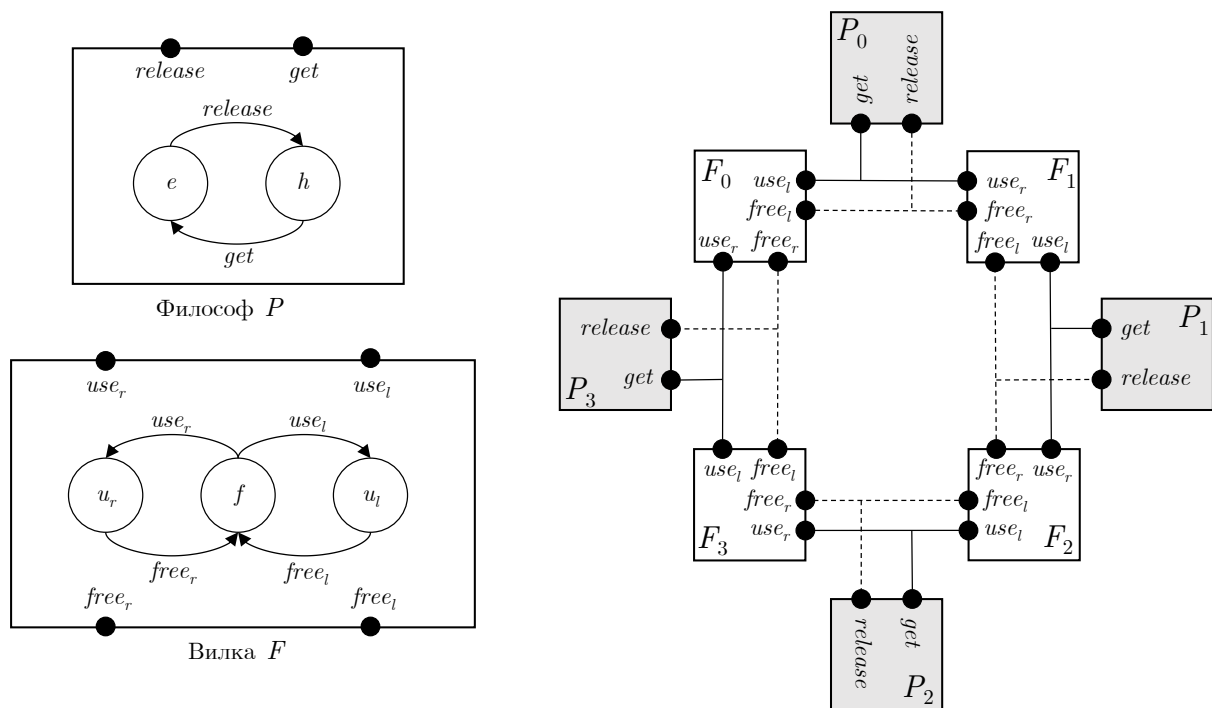 release get
release
e h
get
Философ P
use_r use_l
use_r use_l
u_r f u_l
free_r free_l
free_r free_l
Вилка F
P_0
get
release
F_0
use_l
free_l
use_r free_r
F_1
use_r
free_r
free_l use_l
release
get
P_3
P_1
get
release
use_l free_l
free_r
use_r
F_3
free_r use_r
free_l
use_l
F_2
release
get
P_2